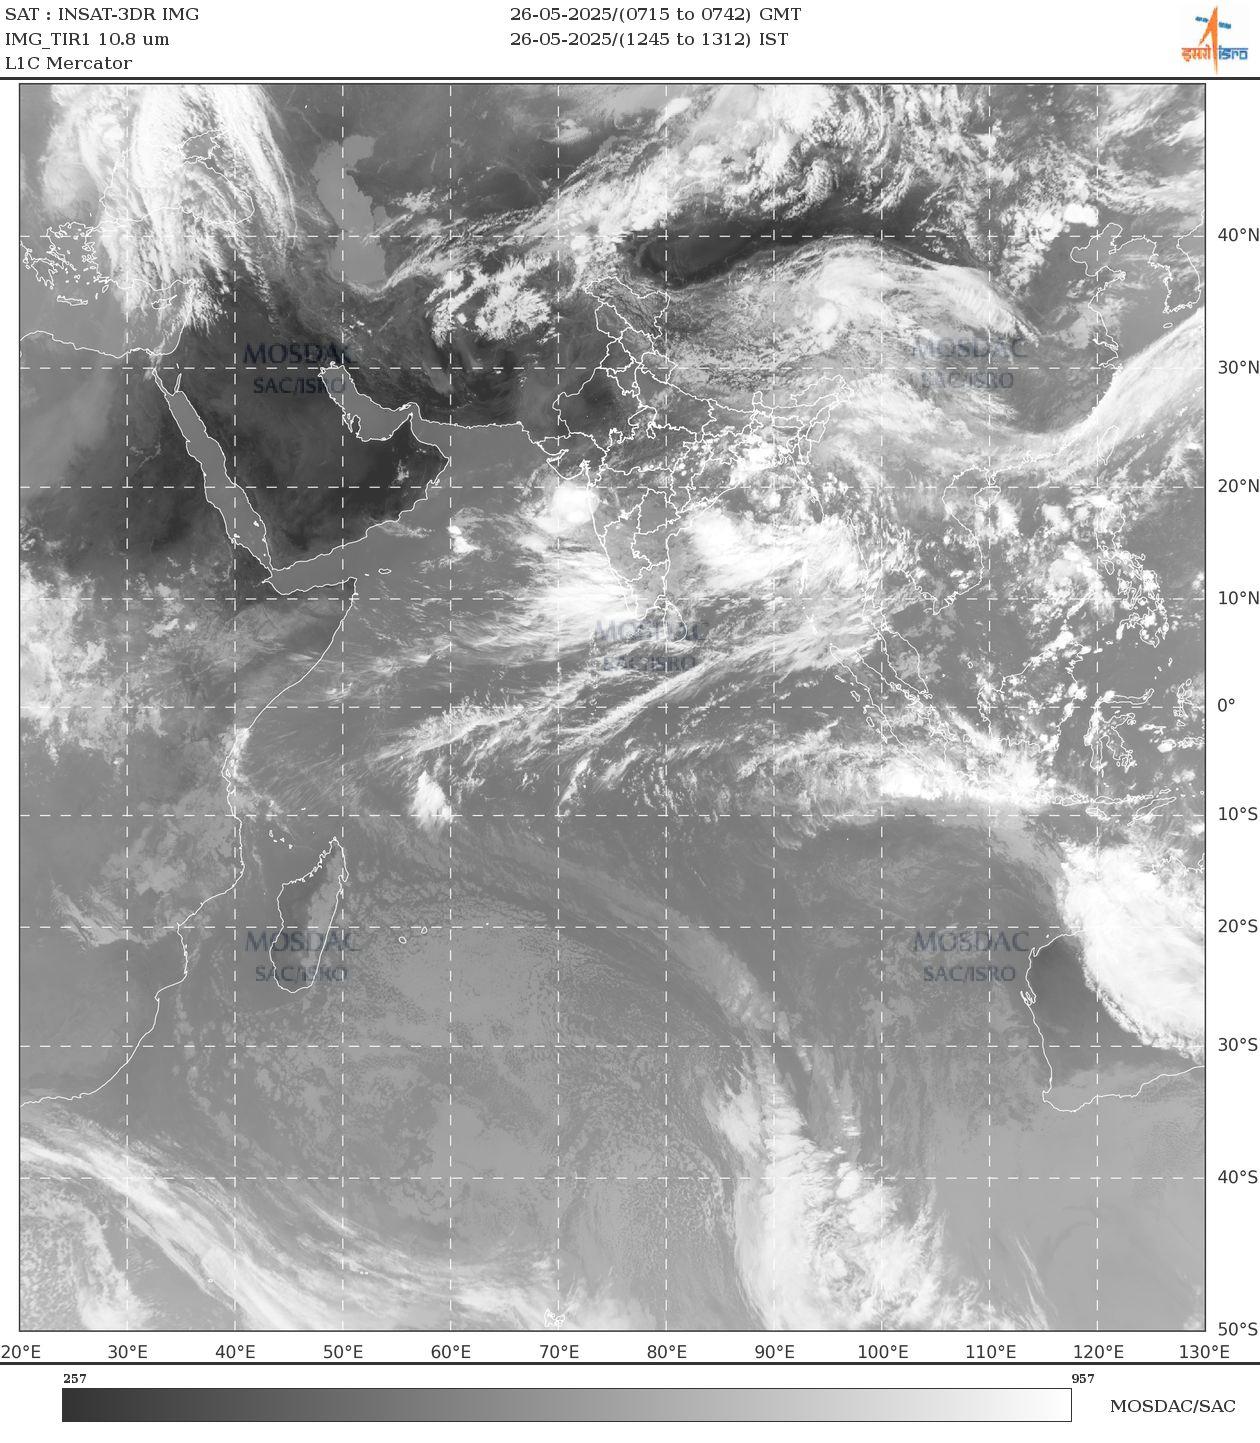 SAT : INSAT-3DR IMG
26-05-2025/(0715 to 0742) GMT
IMG_TIR1 10.8 um
26-05-2025/(1245 to 1312) IST
L1C Mercator
इसरो isro
MOSDAC
SAC/ISRO
MOSDAC
SAC/ISRO
MOSDAC
SAC/ISRO
MOSDAC
SAC/ISRO
MOSDAC
SAC/ISRO
40°N
30°N
20°N
10°N
0°
10°S
20°S
30°S
40°S
50°S
20°E 30°E 40°E 50°E 60°E 70°E 80°E 90°E 100°E 110°E 120°E 130°E
257
957
MOSDAC/SAC